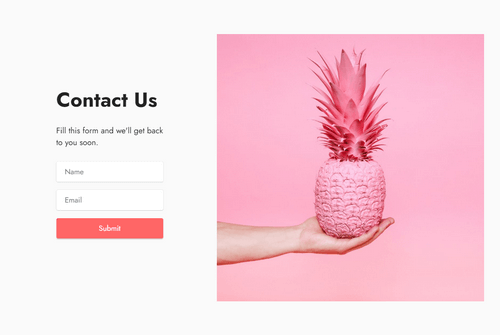 Contact Us
Fill this form and we'll get back
to you soon.
Name
Email
Submit